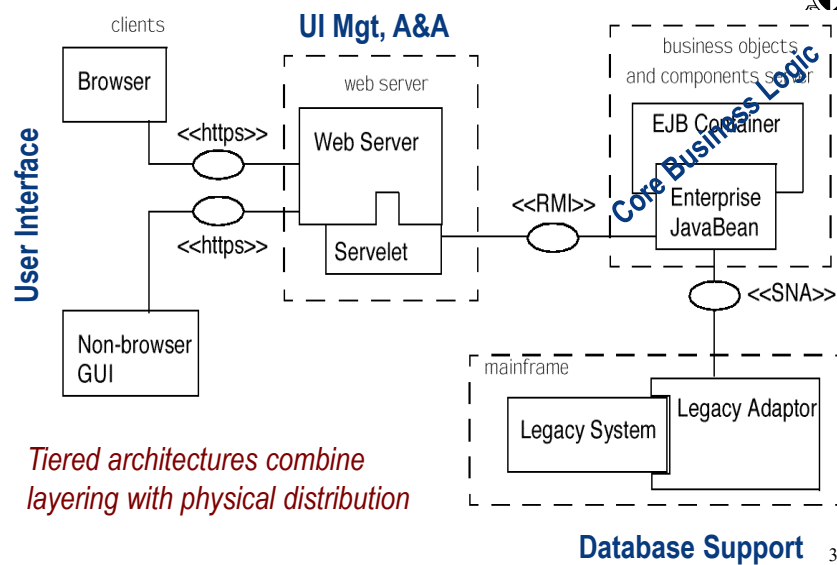 clients
UI Mgt, A&A
Browser
<<https>>
web server
Web Server
Servelet
User Interface
<<https>>
Non-browser
GUI
<<RMI>>
business objects
and components server
EJB Container
Core Business Logic
Enterprise
JavaBean
<<SNA>>
mainframe
Legacy System
Legacy Adaptor
Tiered architectures combine
layering with physical distribution
Database Support
3